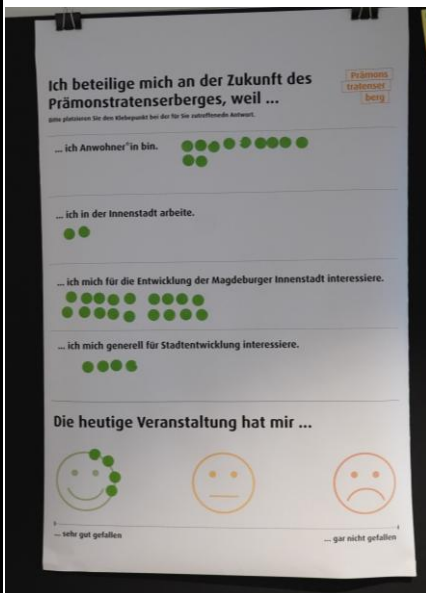 Ich beteilige mich an der Zukunft des
Prämonstratenserberges, weil ...
Bitte platzieren Sie den Klebepunkt bei der für Sie zutreffenede Antwort.
Prämons
tratenser
berg
... ich Anwohner*in bin.
... ich in der Innenstadt arbeite.
... ich mich für die Entwicklung der Magdeburger Innenstadt interessiere.
... ich mich generell für Stadtentwicklung interessiere.
Die heutige Veranstaltung hat mir ...
... sehr gut gefallen
... gar nicht gefallen